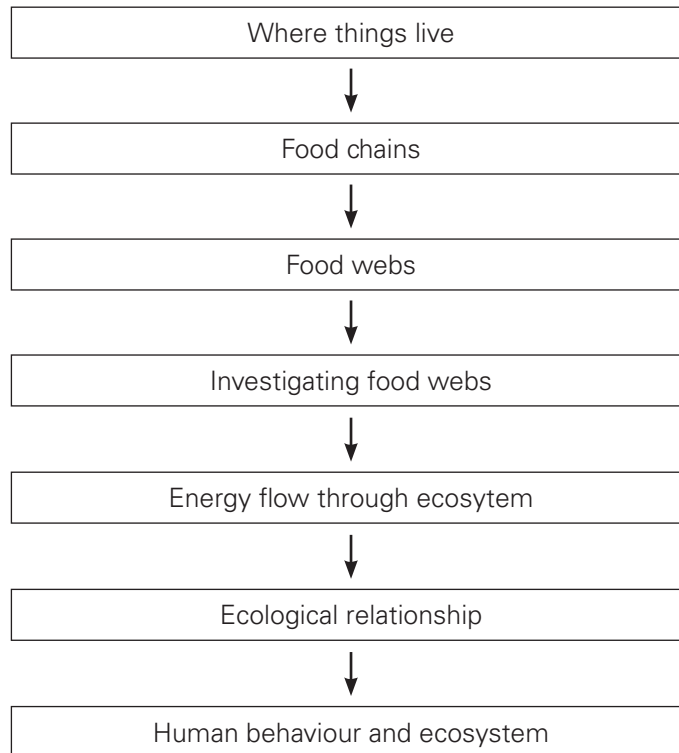 Where things live
Food chains
Food webs
Investigating food webs
Energy flow through ecosytem
Ecological relationship
Human behaviour and ecosystem